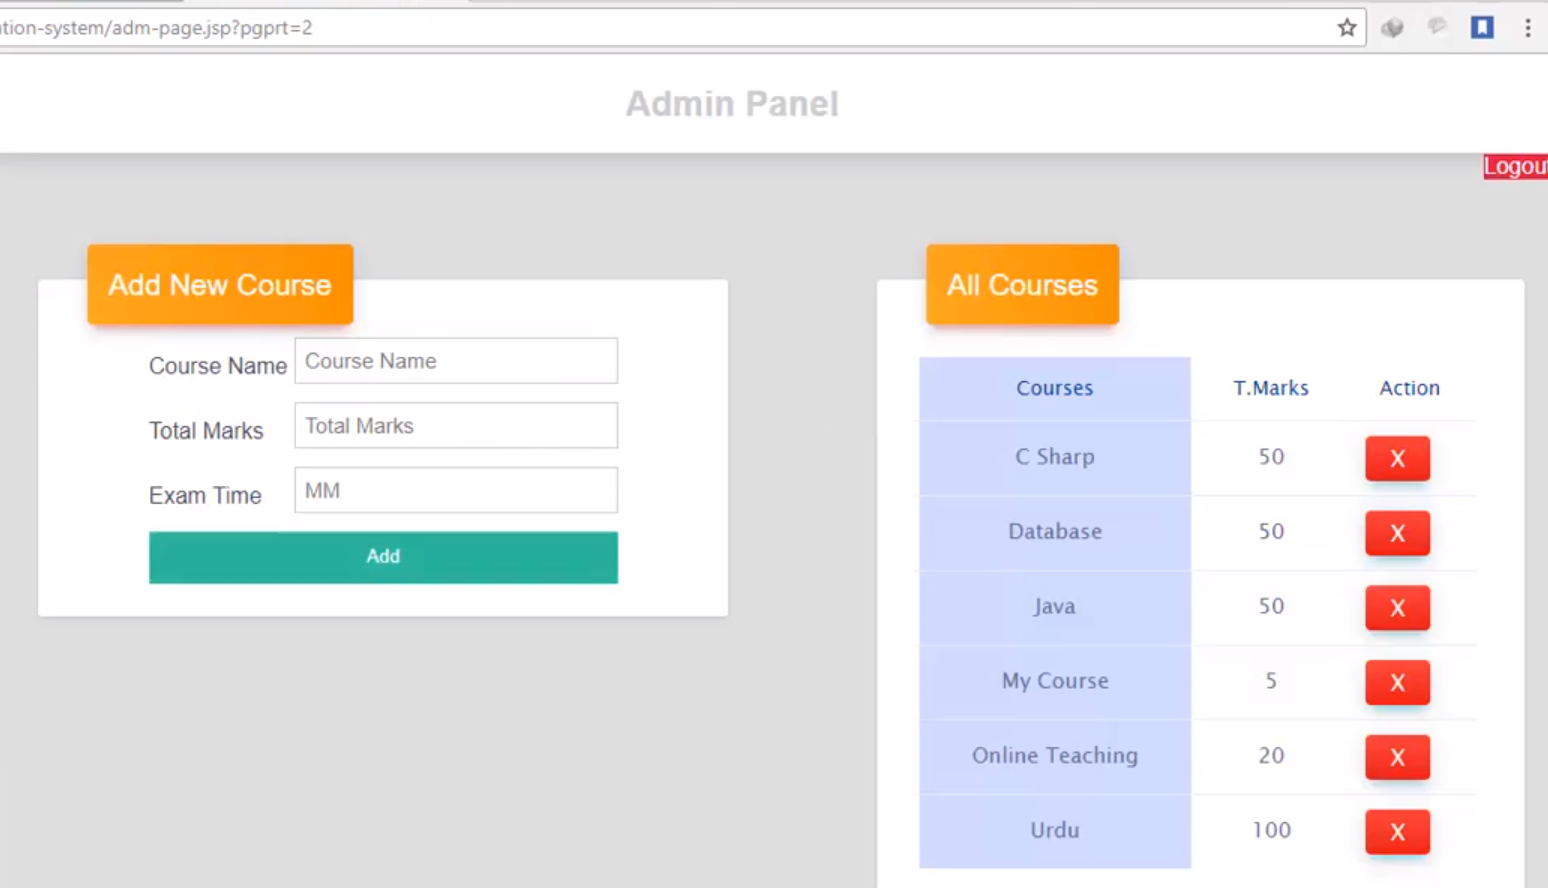 ation-system/adm-page.jsp?pgprt=2
Admin Panel
Logout
Add New Course
Course Name Course Name
Total Marks Total Marks
Exam Time MM
Add
All Courses
Courses T.Marks Action
C Sharp 50 X
Database 50 X
Java 50 X
My Course 5 X
Online Teaching 20 X
Urdu 100 X